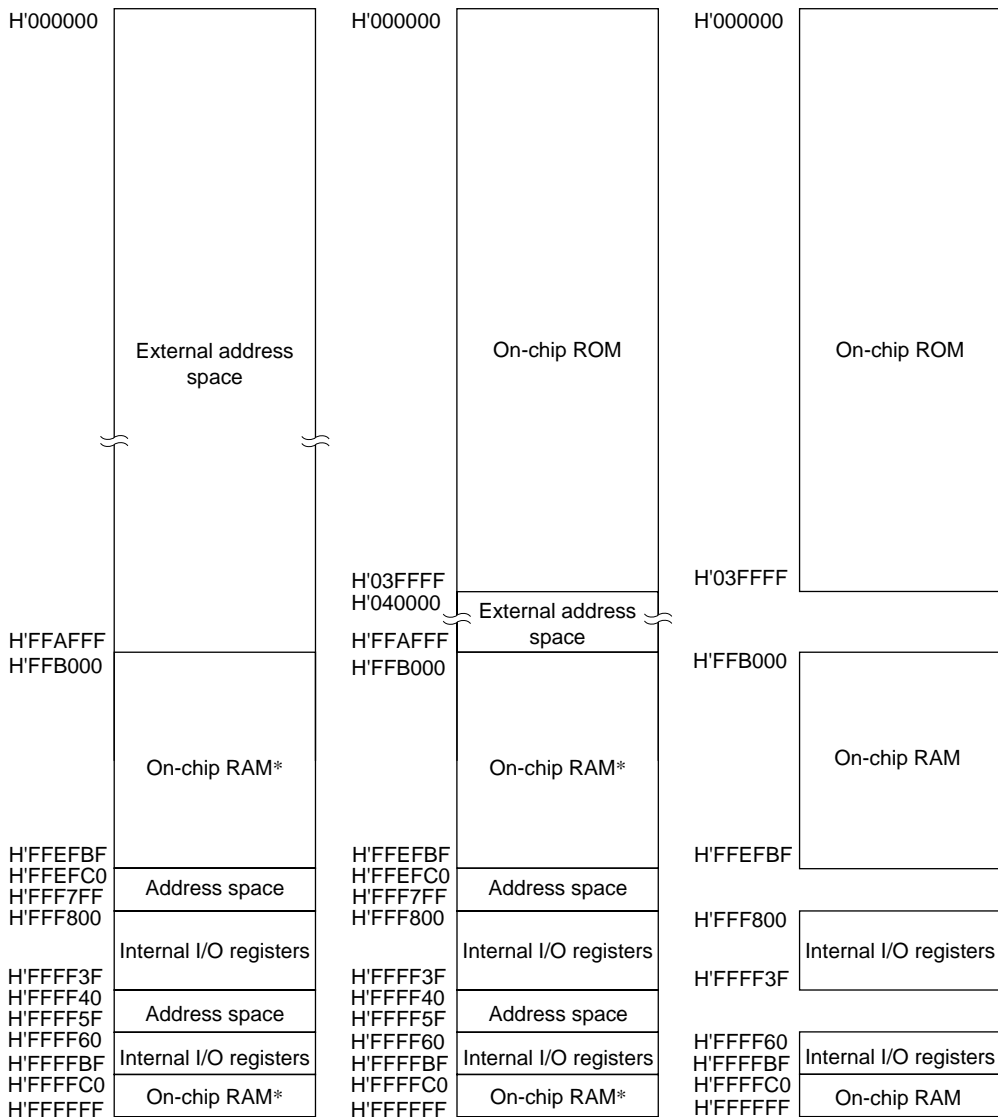 H'000000
External address
space
H'FFAFFF
H'FFB000
On-chip RAM*
H'FFEFBF
H'FFEFC0
Address space
H'FFF7FF
H'FFF800
Internal I/O registers
H'FFFF3F
H'FFFF40
Address space
H'FFFF5F
H'FFFF60
Internal I/O registers
H'FFFFBF
H'FFFFC0
On-chip RAM*
H'FFFFFF
H'000000
On-chip ROM
H'03FFFF
H'040000
External address
space
H'FFAFFF
H'FFB000
On-chip RAM*
H'FFEFBF
H'FFEFC0
Address space
H'FFF7FF
H'FFF800
Internal I/O registers
H'FFFF3F
H'FFFF40
Address space
H'FFFF5F
H'FFFF60
Internal I/O registers
H'FFFFBF
H'FFFFC0
On-chip RAM*
H'FFFFFF
H'000000
On-chip ROM
H'03FFFF
H'FFB000
On-chip RAM
H'FFEFBF
H'FFF800
Internal I/O registers
H'FFFF3F
H'FFFF60
Internal I/O registers
H'FFFFBF
H'FFFFC0
On-chip RAM
H'FFFFFF